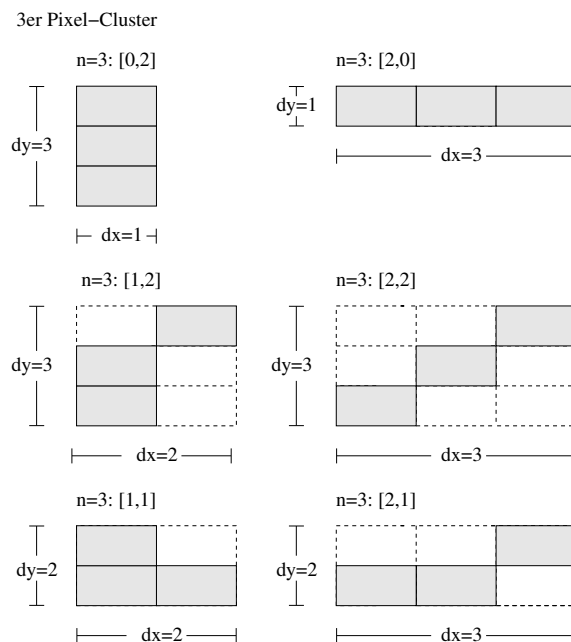 3er Pixel−Cluster
n=3: [0,2]
n=3: [2,0]
dy=3
dy=1
dx=3
dx=1
n=3: [1,2]
n=3: [2,2]
dy=3
dy=3
dx=2
dx=3
n=3: [1,1]
n=3: [2,1]
dy=2
dy=2
dx=2
dx=3